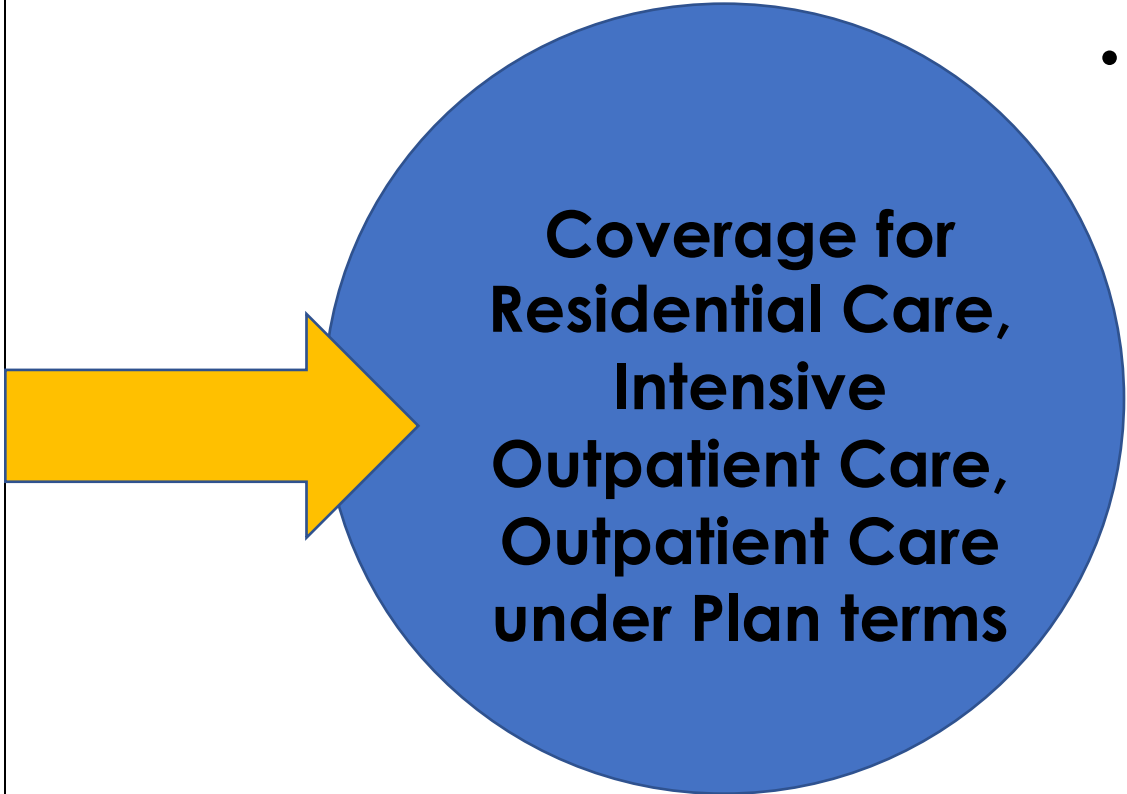 •
Coverage for
Residential Care,
Intensive
Outpatient Care,
Outpatient Care
under Plan terms